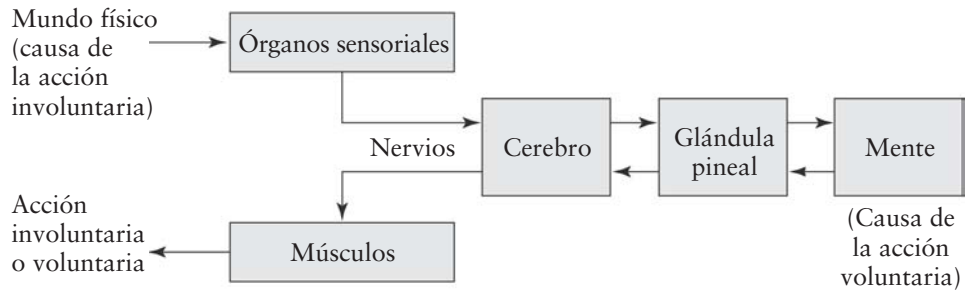 Mundo físico
(causa de
la acción
involuntaria)
Órganos sensoriales
Nervios
Cerebro
Glándula
pineal
Mente
(Causa de
la acción
voluntaria)
Músculos
Acción
involuntaria
o voluntaria